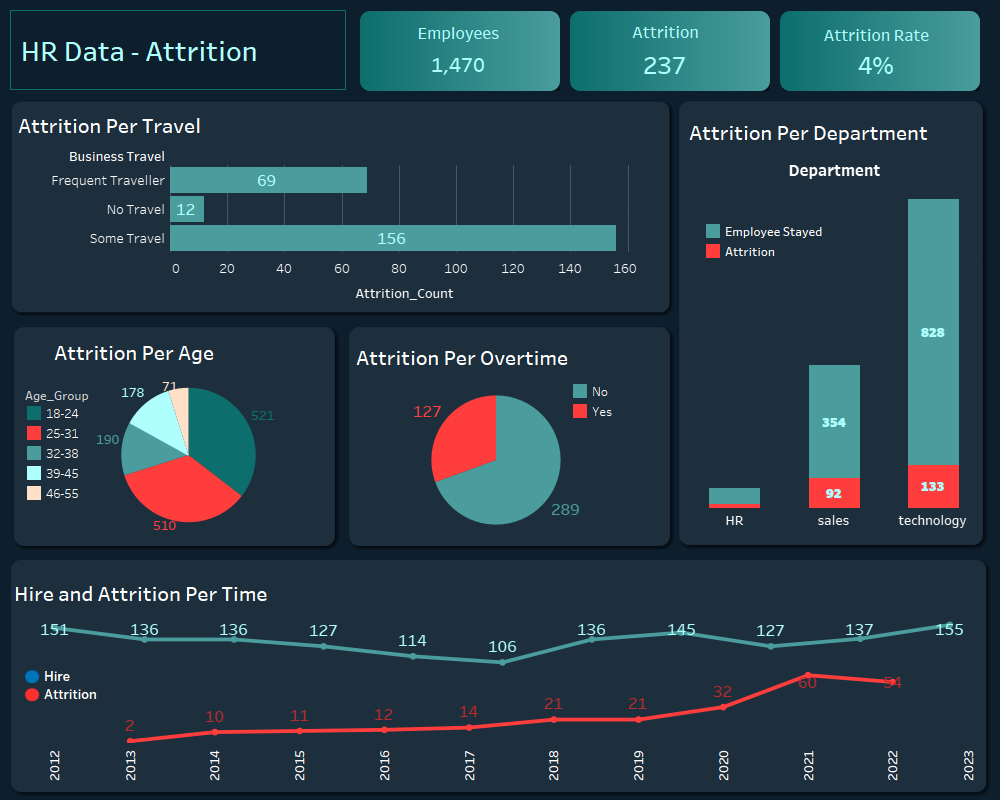 HR Data - Attrition
Employees
1,470
Attrition
237
Attrition Rate
4%
Attrition Per Travel
Business Travel
Frequent Traveller
69
No Travel
12
Some Travel
156
0 20 40 60 80 100 120 140 160
Attrition_Count
Attrition Per Department
Department
Employee Stayed
Attrition
828
354
92
133
HR sales technology
Attrition Per Age
Age_Group
18-24
25-31
32-38
39-45
46-55
71
178
521
190
510
Attrition Per Overtime
No
Yes
127
289
Hire and Attrition Per Time
151 136 136 127 114 106 136 145 127 137 155
Hire
Attrition
2 10 11 12 14 21 21 32 60 54
2012 2013 2014 2015 2016 2017 2018 2019 2020 2021 2022 2023